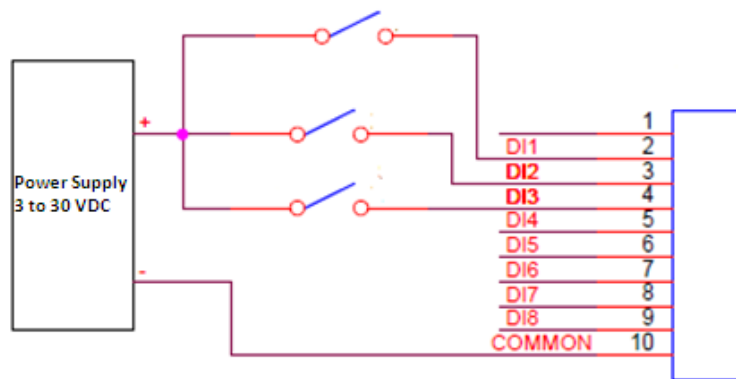 +
Power Supply
3 to 30 VDC
-
1
DI1 2
DI2 3
DI3 4
DI4 5
DI5 6
DI6 7
DI7 8
DI8 9
COMMON 10